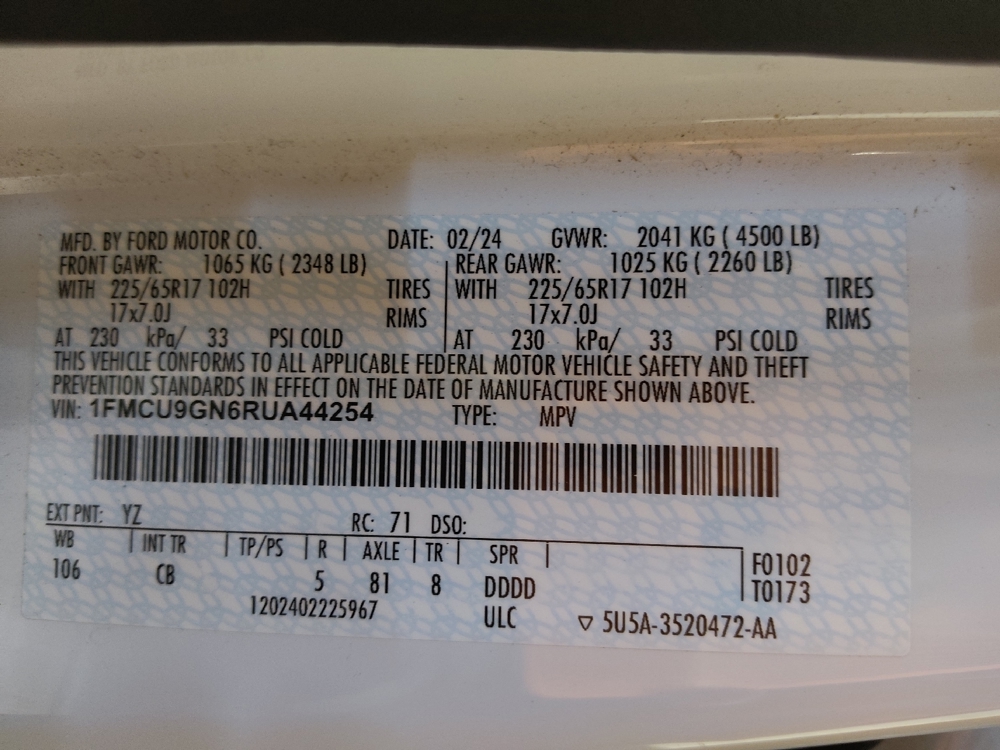 MFD. BY FORD MOTOR CO. DATE: 02/24 GVWR: 2041 KG ( 4500 LB)
FRONT GAWR: 1065 KG ( 2348 LB) REAR GAWR: 1025 KG ( 2260 LB)
WITH 225/65R17 102H TIRES WITH 225/65R17 102H TIRES
17x7.0J RIMS 17x7.0J RIMS
AT 230 kPa/ 33 PSI COLD AT 230 kPa/ 33 PSI COLD
THIS VEHICLE CONFORMS TO ALL APPLICABLE FEDERAL MOTOR VEHICLE SAFETY AND THEFT
PREVENTION STANDARDS IN EFFECT ON THE DATE OF MANUFACTURE SHOWN ABOVE.
VIN: 1FMCU9GN6RUA44254 TYPE: MPV
EXT PNT: YZ RC: 71 DSO:
WB INT TR TP/PS R AXLE TR SPR F0102
106 CB 5 81 8 DDDD T0173
1202402225967 ULC ▽ 5U5A-3520472-AA